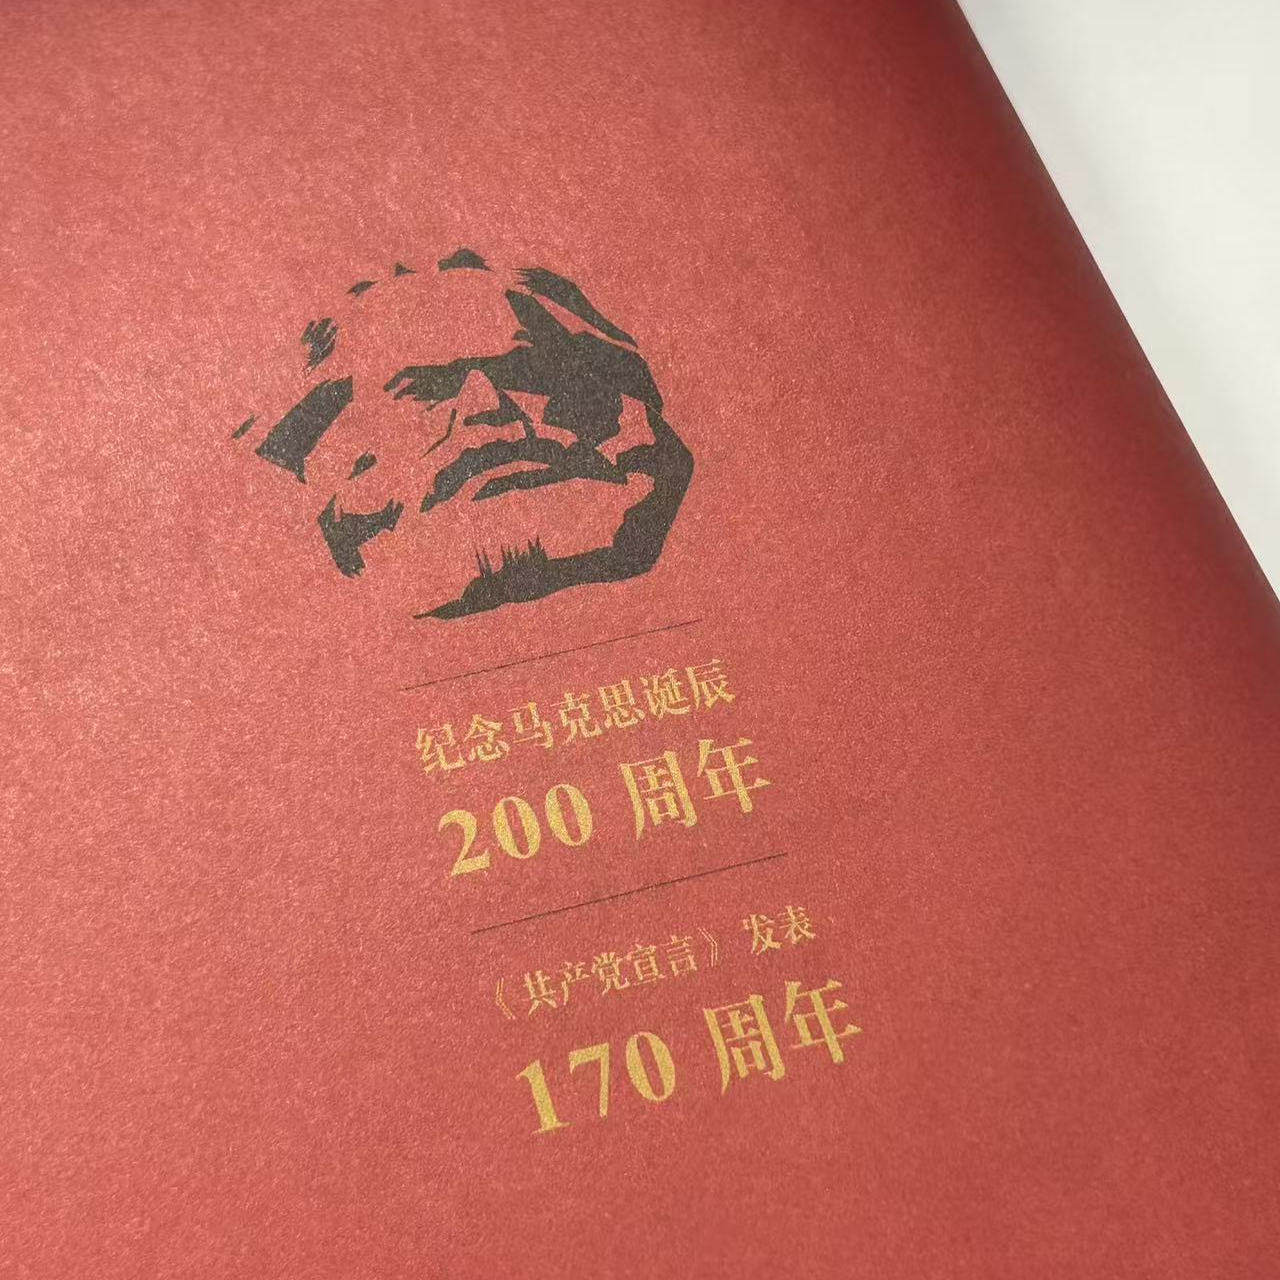 纪念马克思诞辰
200 周年
《共产党宣言》发表
170 周年